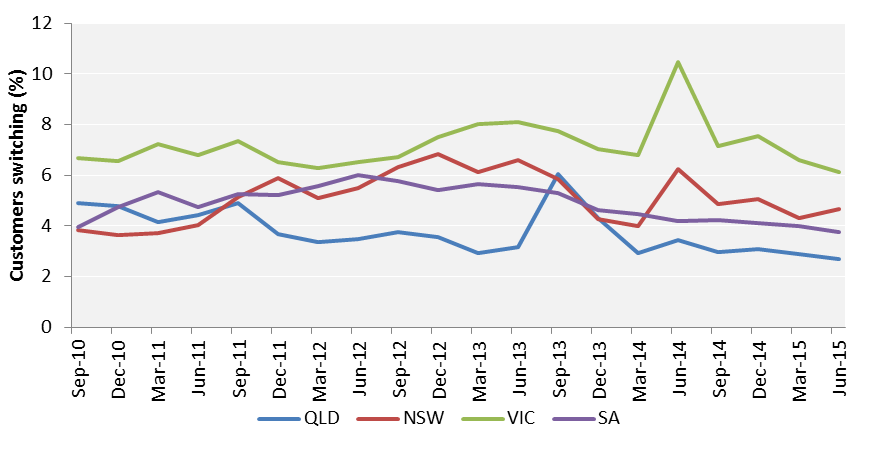 12
10
8
6
4
2
0
Customers switching (%)
Sep-10
Dec-10
Mar-11
Jun-11
Sep-11
Dec-11
Mar-12
Jun-12
Sep-12
Dec-12
Mar-13
Jun-13
Sep-13
Dec-13
Mar-14
Jun-14
Sep-14
Dec-14
Mar-15
Jun-15
QLD NSW VIC SA